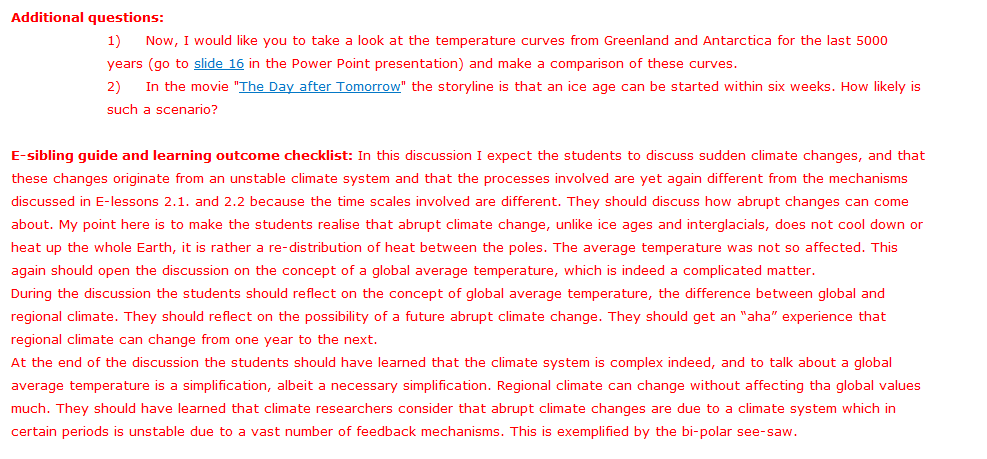 Additional questions:
1) Now, I would like you to take a look at the temperature curves from Greenland and Antarctica for the last 5000
years (go to slide 16 in the Power Point presentation) and make a comparison of these curves.
2) In the movie "The Day after Tomorrow" the storyline is that an ice age can be started within six weeks. How likely is
such a scenario?
E-sibling guide and learning outcome checklist: In this discussion I expect the students to discuss sudden climate changes, and that
these changes originate from an unstable climate system and that the processes involved are yet again different from the mechanisms
discussed in E-lessons 2.1. and 2.2 because the time scales involved are different. They should discuss how abrupt changes can come
about. My point here is to make the students realise that abrupt climate change, unlike ice ages and interglacials, does not cool down or
heat up the whole Earth, it is rather a re-distribution of heat between the poles. The average temperature was not so affected. This
again should open the discussion on the concept of a global average temperature, which is indeed a complicated matter.
During the discussion the students should reflect on the concept of global average temperature, the difference between global and
regional climate. They should reflect on the possibility of a future abrupt climate change. They should get an “aha” experience that
regional climate can change from one year to the next.
At the end of the discussion the students should have learned that the climate system is complex indeed, and to talk about a global
average temperature is a simplification, albeit a necessary simplification. Regional climate can change without affecting tha global values
much. They should have learned that climate researchers consider that abrupt climate changes are due to a climate system which in
certain periods is unstable due to a vast number of feedback mechanisms. This is exemplified by the bi-polar see-saw.